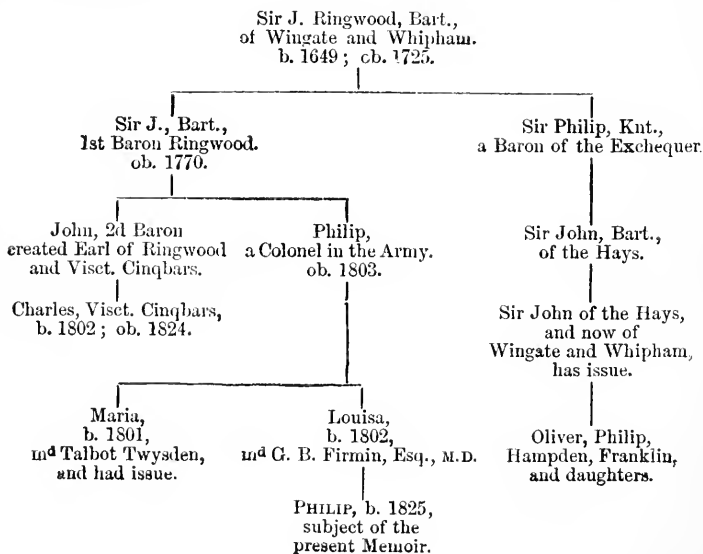 Sir J. Ringwood, Bart.,
of Wingate and Whipham.
b. 1649; ob. 1725.
Sir J., Bart.,
1st Baron Ringwood.
ob. 1770.
Sir Philip, Knt.,
a Baron of the Exchequer.
John, 2d Baron
created Earl of Ringwood
and Visct. Cinqbars.
Philip,
a Colonel in the Army.
ob. 1803.
Sir John, Bart.,
of the Hays.
Charles, Visct. Cinqbars,
b. 1802; ob. 1824.
Sir John of the Hays,
and now of
Wingate and Whipham,
has issue.
Maria,
b. 1801,
md Talbot Twysden,
and had issue.
Louisa,
b. 1802,
md G. B. Firmin, Esq., M.D.
Oliver, Philip,
Hampden, Franklin,
and daughters.
PHILIP, b. 1825,
subject of the
present Memoir.